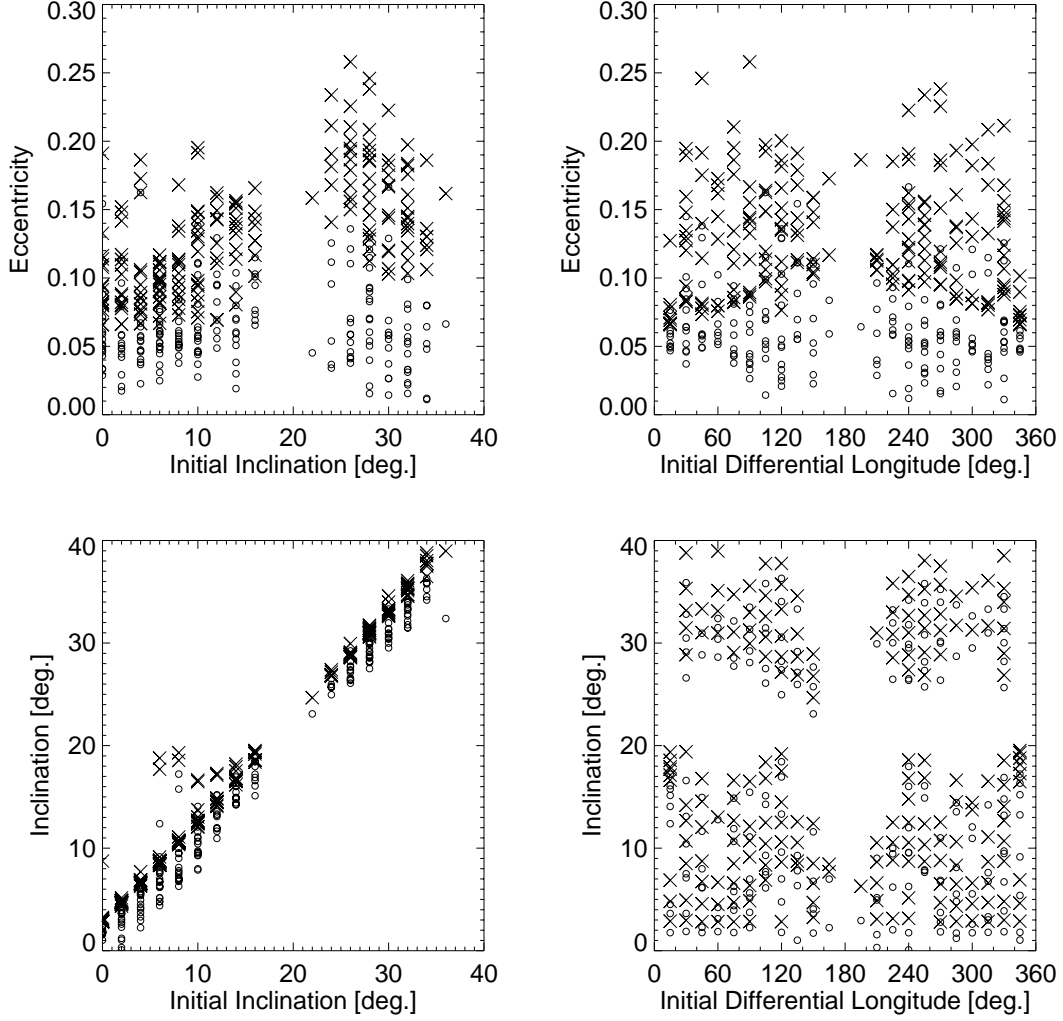 0.30
0.25
0.20
0.15
0.10
0.05
0.00
Eccentricity
0 10 20 30 40
Initial Inclination [deg.]
0.30
0.25
0.20
0.15
0.10
0.05
0.00
Eccentricity
0 60 120 180 240 300 360
Initial Differential Longitude [deg.]
40
30
20
10
0
Inclination [deg.]
0 10 20 30 40
Initial Inclination [deg.]
40
30
20
10
0
Inclination [deg.]
0 60 120 180 240 300 360
Initial Differential Longitude [deg.]